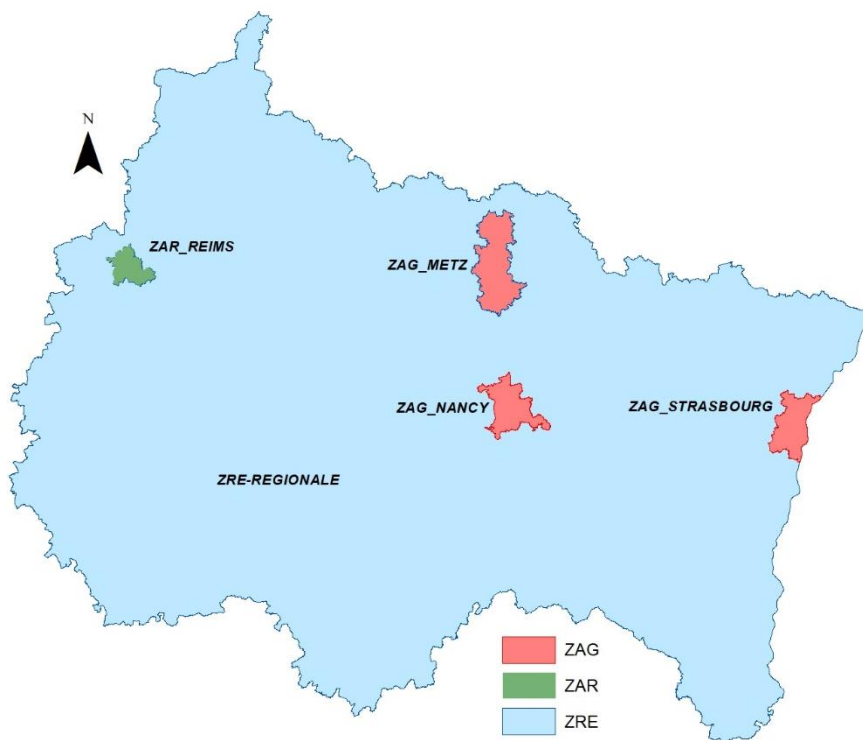 N
ZAR_REIMS
ZAG_METZ
ZAG_NANCY
ZAG_STRASBOURG
ZRE-REGIONALE
ZAG
ZAR
ZRE